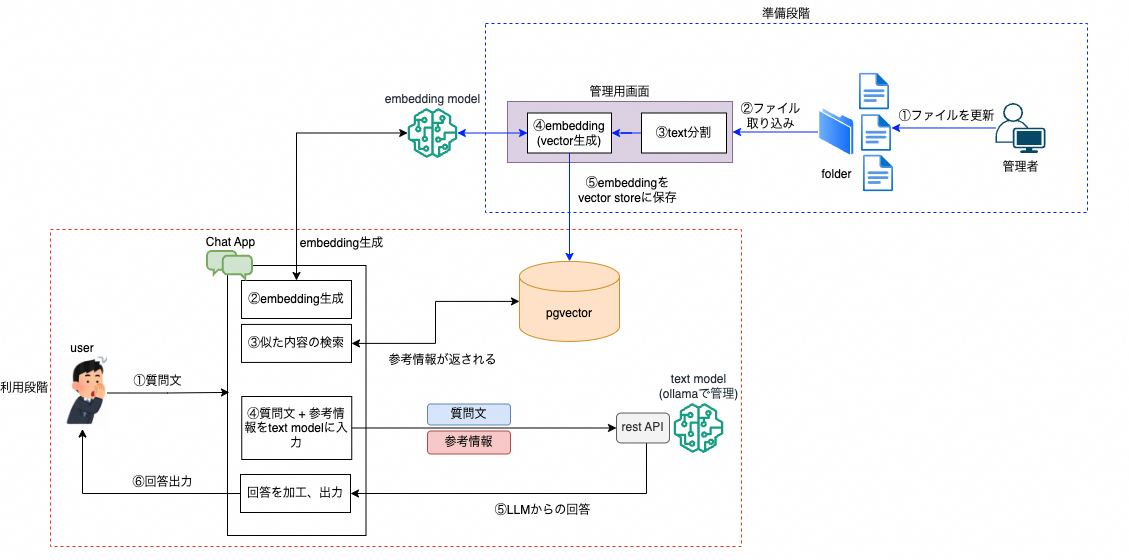 準備段階
管理用画面
embedding model
④embedding
(vector生成)
③text分割
②ファイル
取り込み
①ファイルを更新
folder
管理者
⑤embeddingを
vector storeに保存
Chat App
embedding生成
②embedding生成
③似た内容の検索
pgvector
参考情報が返される
user
利用段階
①質問文
text model
(ollamaで管理)
④質問文 + 参考情
報をtext modelに入
力
質問文
参考情報
rest API
⑥回答出力
回答を加工、出力
⑤LLMからの回答